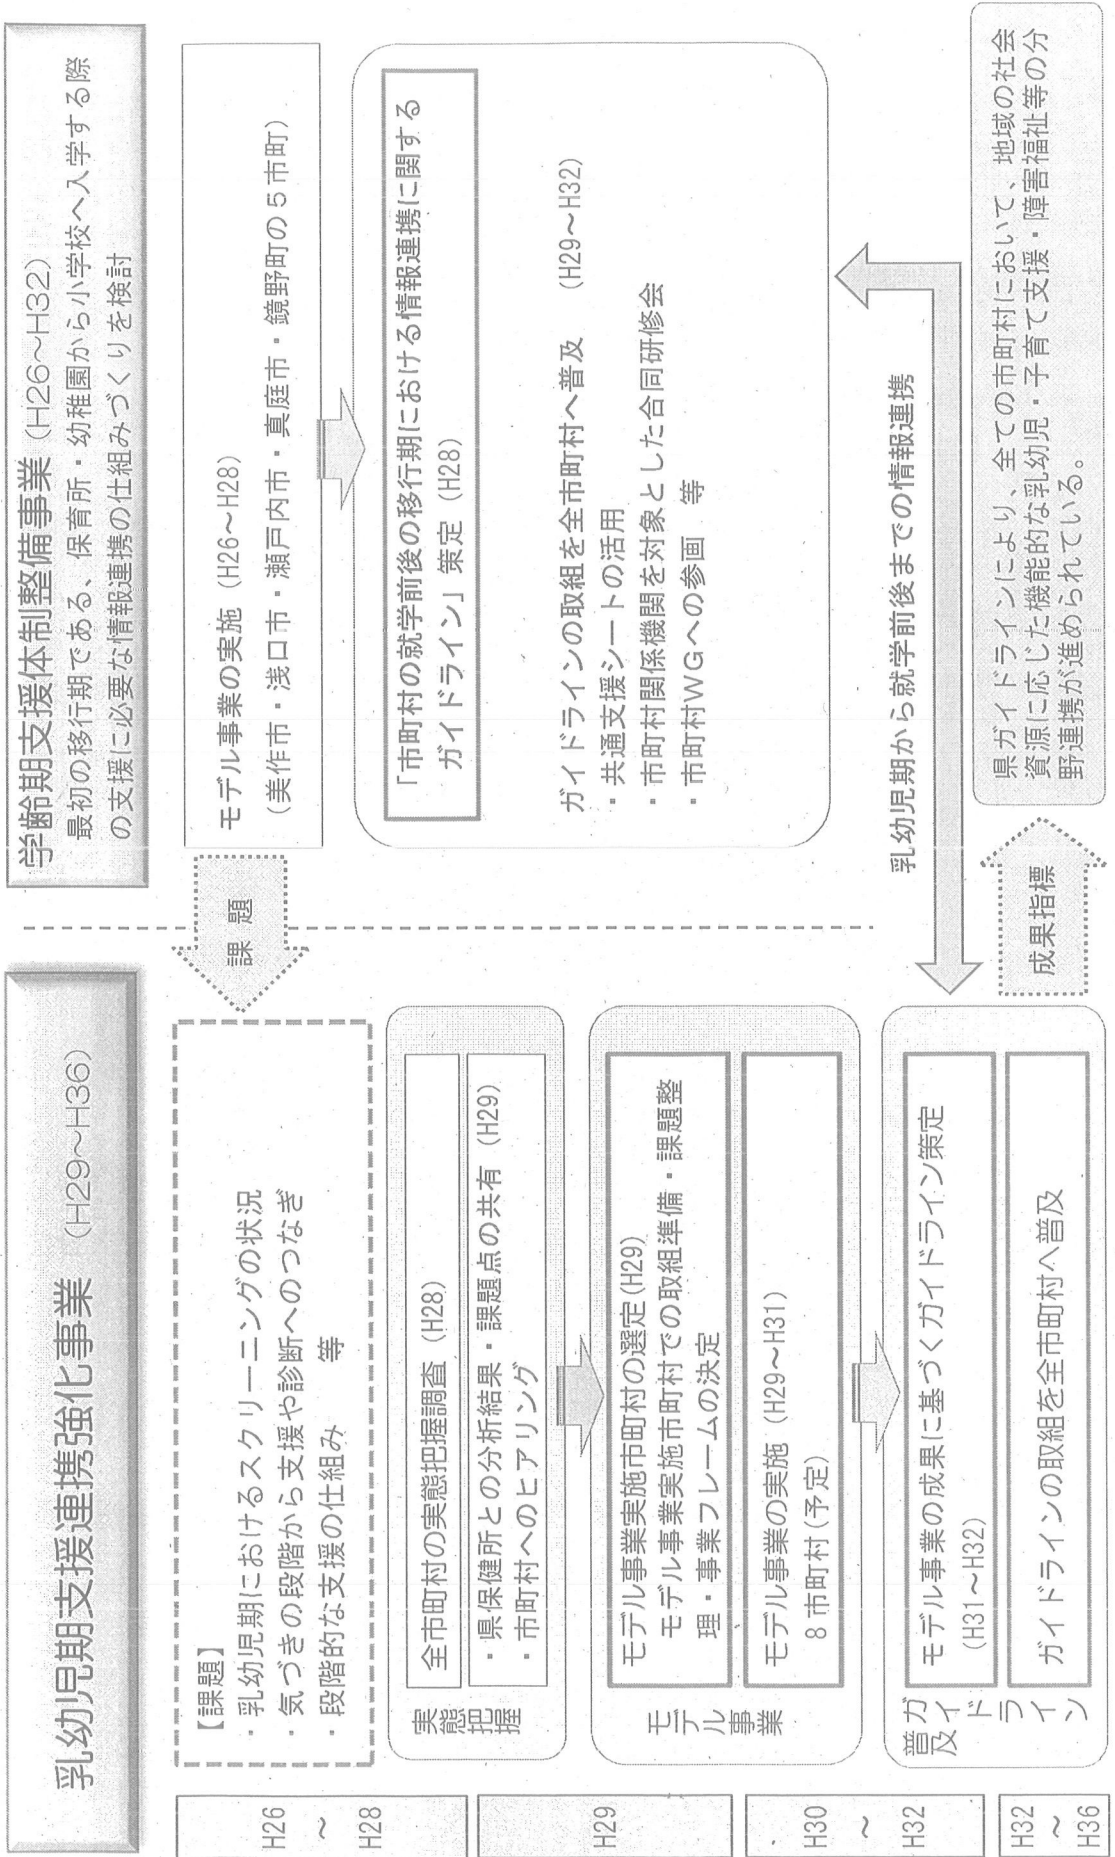 乳幼児期支援連携強化事業 (H29~H36)
学齢期支援体制整備事業 (H26~H32)
最初の移行期である、保育所・幼稚園から小学校へ入学する際
の支援に必要な情報連携の仕組みづくりを検討
H26
~
H28
H29
H30
~
H32
H32
~
H36
【課題】
・乳幼児期におけるスクリーニングの状況
・気づきの段階から支援や診断へのつなぎ
・段階的な支援の仕組み 等
課 題
実態把握
全市町村の実態把握調査 (H28)
・県保健所との分析結果・課題点の共有 (H29)
・市町村へのヒアリング
モデル事業
モデル事業実施市町村の選定(H29)
モデル事業実施市町村での取組準備・課題整
理・事業フレームの決定
モデル事業の実施 (H29~H31)
8市町村(予定)
ガイドライン
普及
モデル事業の成果に基づくガイドライン策定
(H31~H32)
ガイドラインの取組を全市町村へ普及
モデル事業の実施 (H26~H28)
(美作市・浅口市・瀬戸内市・真庭市・鏡野町の5市町)
「市町村の就学前後の移行期における情報連携に関する
ガイドライン」策定 (H28)
ガイドラインの取組を全市町村へ普及 (H29~H32)
・共通支援シートの活用
・市町村関係機関を対象とした合同研修会
・市町村WGへの参画 等
乳幼児期から就学前後までの情報連携
成果指標
県ガイドラインにより、全ての市町村において、地域の社会
資源に応じた機能的な乳幼児・子育て支援・障害福祉等の分
野連携が進められている。